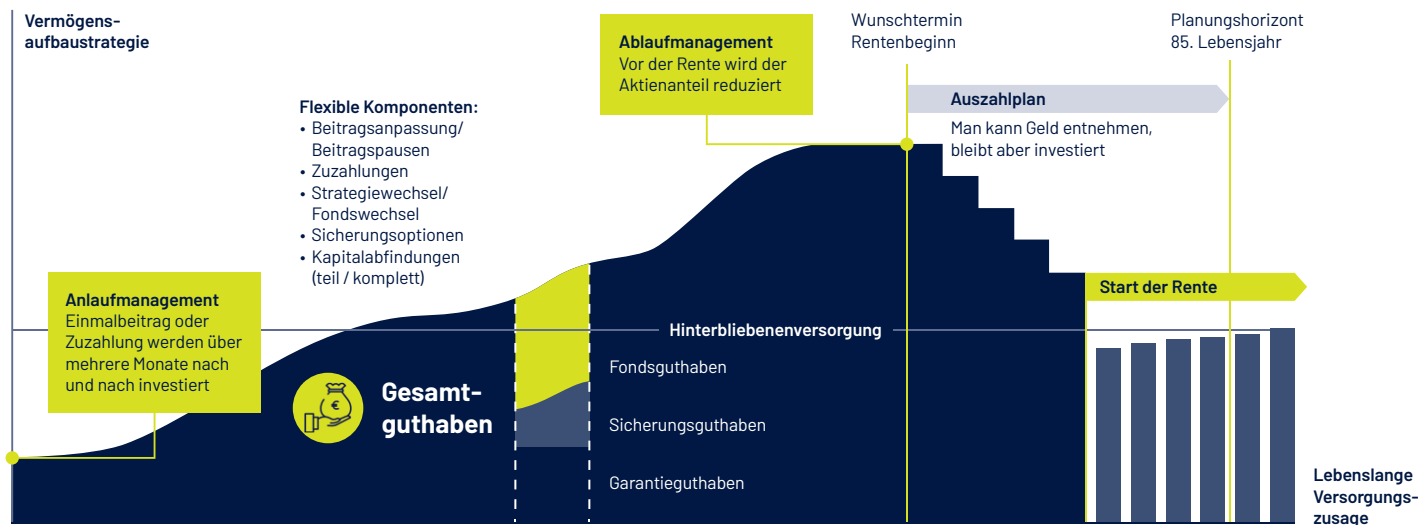 Vermögens-
aufbaustrategie
Anlaufmanagement
Einmalbeitrag oder
Zuzahlung werden über
mehrere Monate nach
und nach investiert
Flexible Komponenten:
• Beitragsanpassung/
Beitragspausen
• Zuzahlungen
• Strategiewechsel/
Fondswechsel
• Sicherungsoptionen
• Kapitalabfindungen
(teil / komplett)
Gesamt-
guthaben
€
Ablaufmanagement
Vor der Rente wird der
Aktienanteil reduziert
Hinterbliebenenversorgung
Fondsguthaben
Sicherungsguthaben
Garantieguthaben
Wunschtermin
Rentenbeginn
Auszahlplan
Man kann Geld entnehmen,
bleibt aber investiert
Planungshorizont
85. Lebensjahr
Start der Rente
Lebenslange
Versorgungs-
zusage